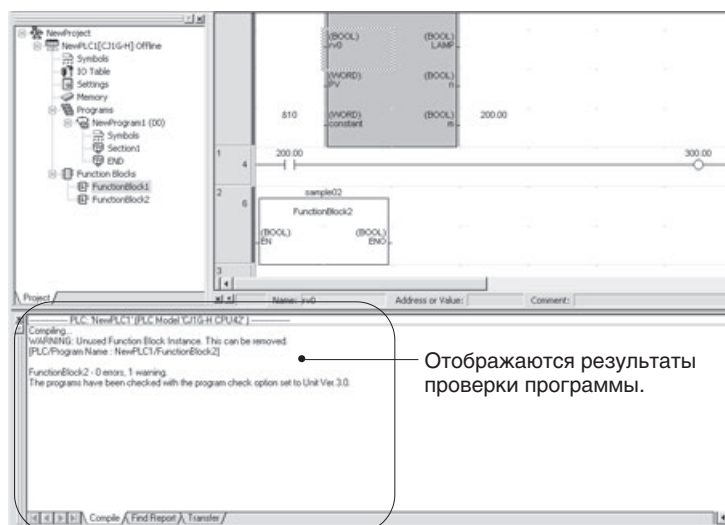 NewProject
NewPLC1[CJ1G-H] Offline
Symbols
IO Table
Settings
Memory
Programs
NewProgram1 (00)
Symbols
Section1
END
Function Blocks
FunctionBlock1
FunctionBlock2
Project
(BOOL)
rv0
(BOOL)
LAMP
(WORD)
PV
(BOOL)
n
&10
(WORD)
constant
(BOOL)
m
200.00
1
4
200.00
300.00
2
6
sample02
FunctionBlock2
(BOOL)
EN
(BOOL)
ENO
3
Name: rv0
Address or Value:
Comment:
PLC: 'NewPLC1' (PLC Model 'CJ1G-H CPU42')
Compiling...
WARNING: Unused Function Block Instance. This can be removed.
[PLC/Program Name : NewPLC1/FunctionBlock2]
FunctionBlock2 - 0 errors, 1 warning.
The programs have been checked with the program check option set to Unit Ver.3.0.
Отображаются результаты
проверки программы.
Compile
Find Report
Transfer